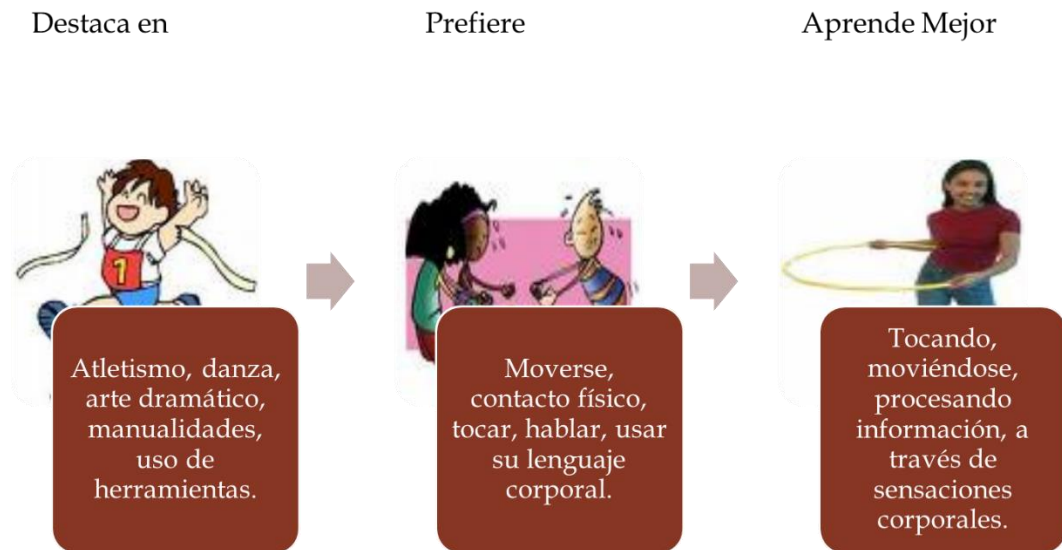 Destaca en
Prefiere
Aprende Mejor
1
Atletismo, danza,
arte dramático,
manualidades,
uso de
herramientas.
Moverse,
contacto físico,
tocar, hablar, usar
su lenguaje
corporal.
Tocando,
moviéndose,
procesando
información, a
través de
sensaciones
corporales.